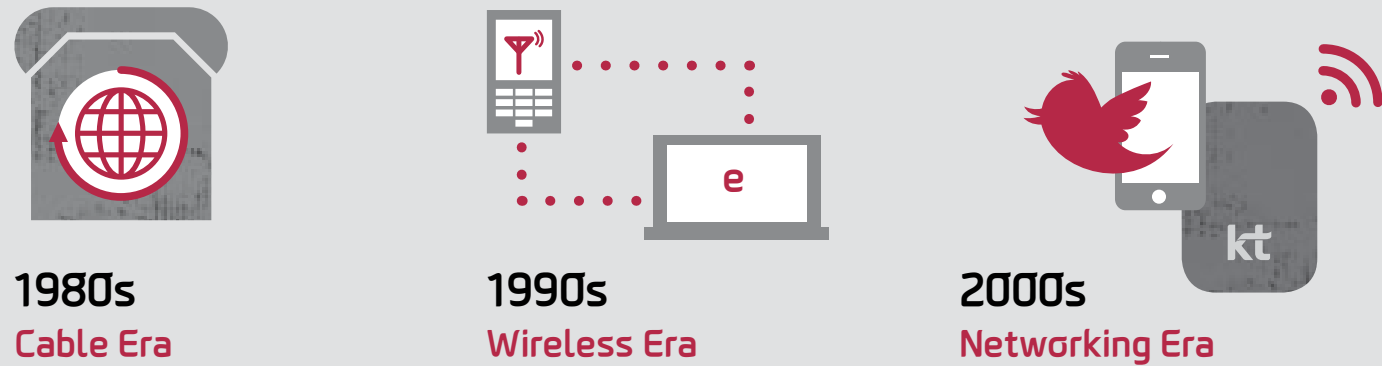 e
kt
1980s
1990s
2000s
Cable Era
Wireless Era
Networking Era